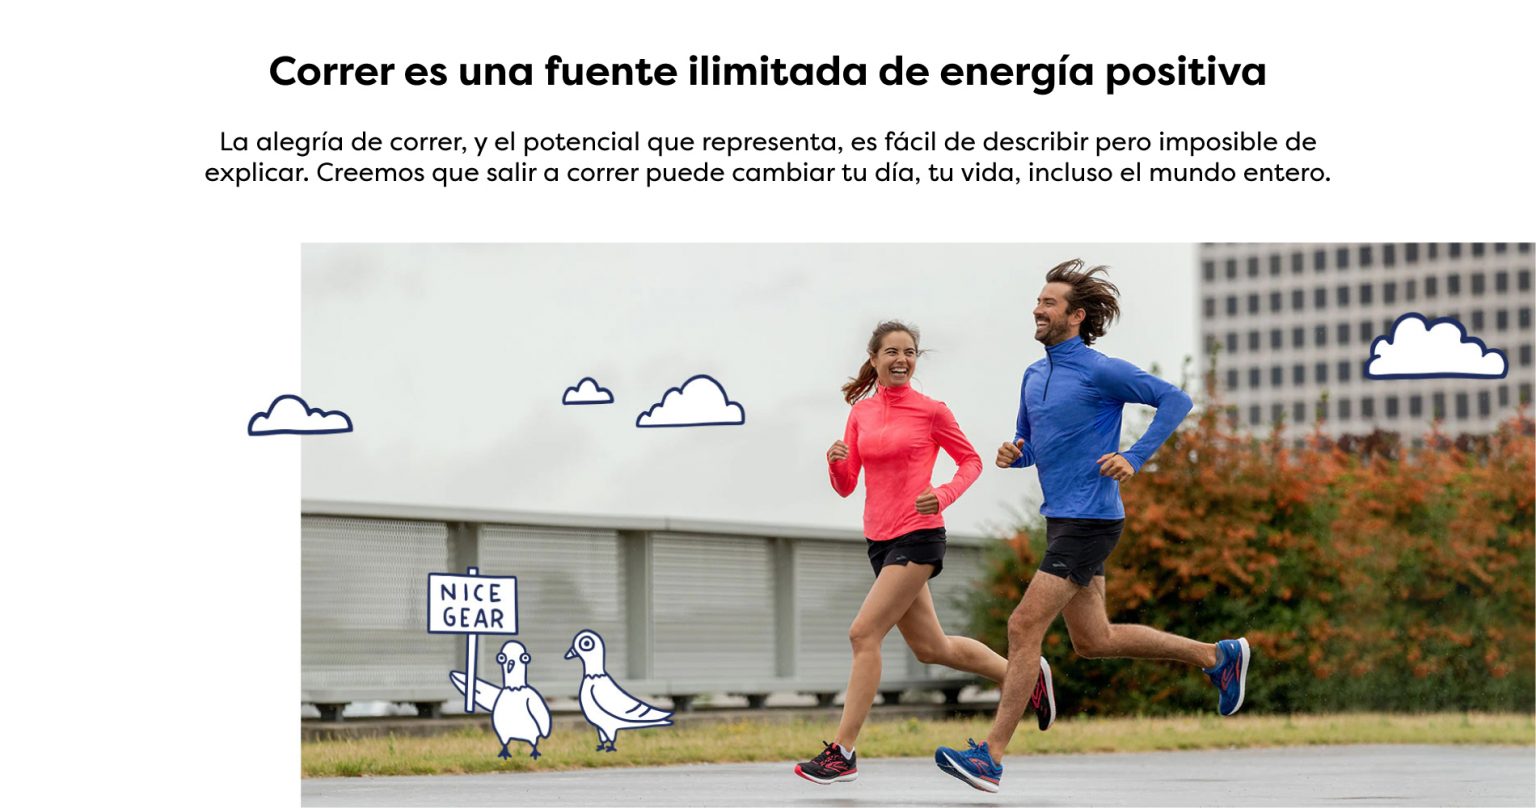 Correr es una fuente ilimitada de energía positiva
La alegría de correr, y el potencial que representa, es fácil de describir pero imposible de
explicar. Creemos que salir a correr puede cambiar tu día, tu vida, incluso el mundo entero.
NICE
GEAR